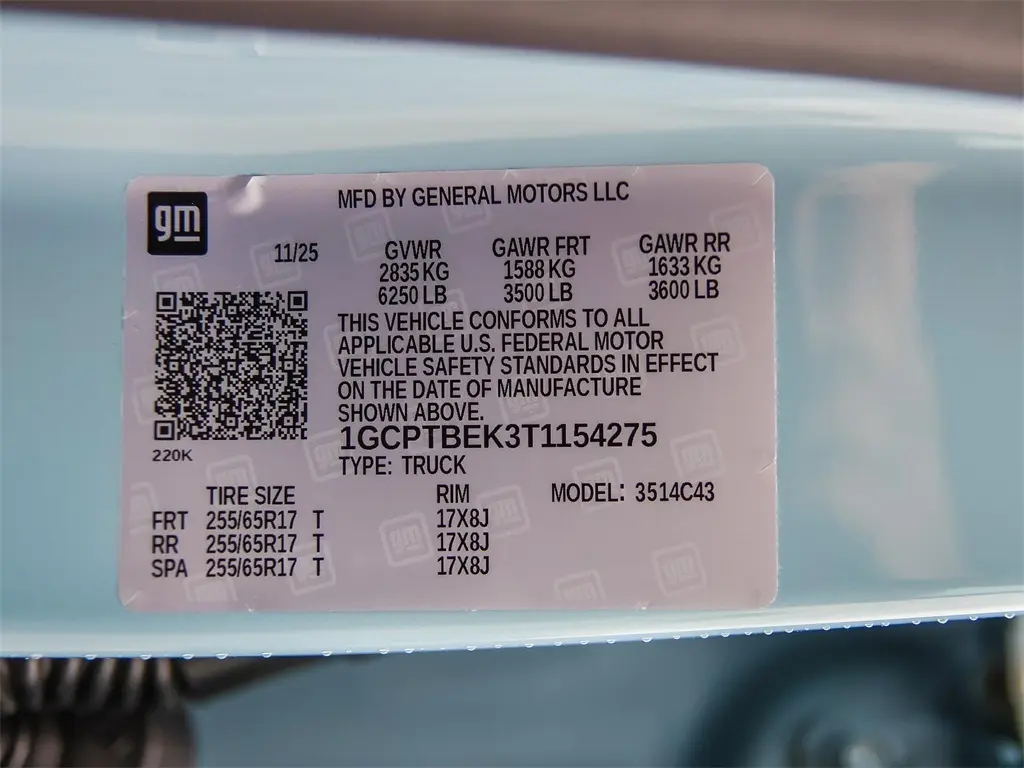 gm
MFD BY GENERAL MOTORS LLC
11/25 GVWR GAWR FRT GAWR RR
2835 KG 1588 KG 1633 KG
6250 LB 3500 LB 3600 LB
THIS VEHICLE CONFORMS TO ALL
APPLICABLE U.S. FEDERAL MOTOR
VEHICLE SAFETY STANDARDS IN EFFECT
ON THE DATE OF MANUFACTURE
SHOWN ABOVE.
1GCPTBEK3T1154275
220K
TYPE: TRUCK
TIRE SIZE RIM MODEL: 3514C43
FRT 255/65R17 T 17X8J
RR 255/65R17 T 17X8J
SPA 255/65R17 T 17X8J